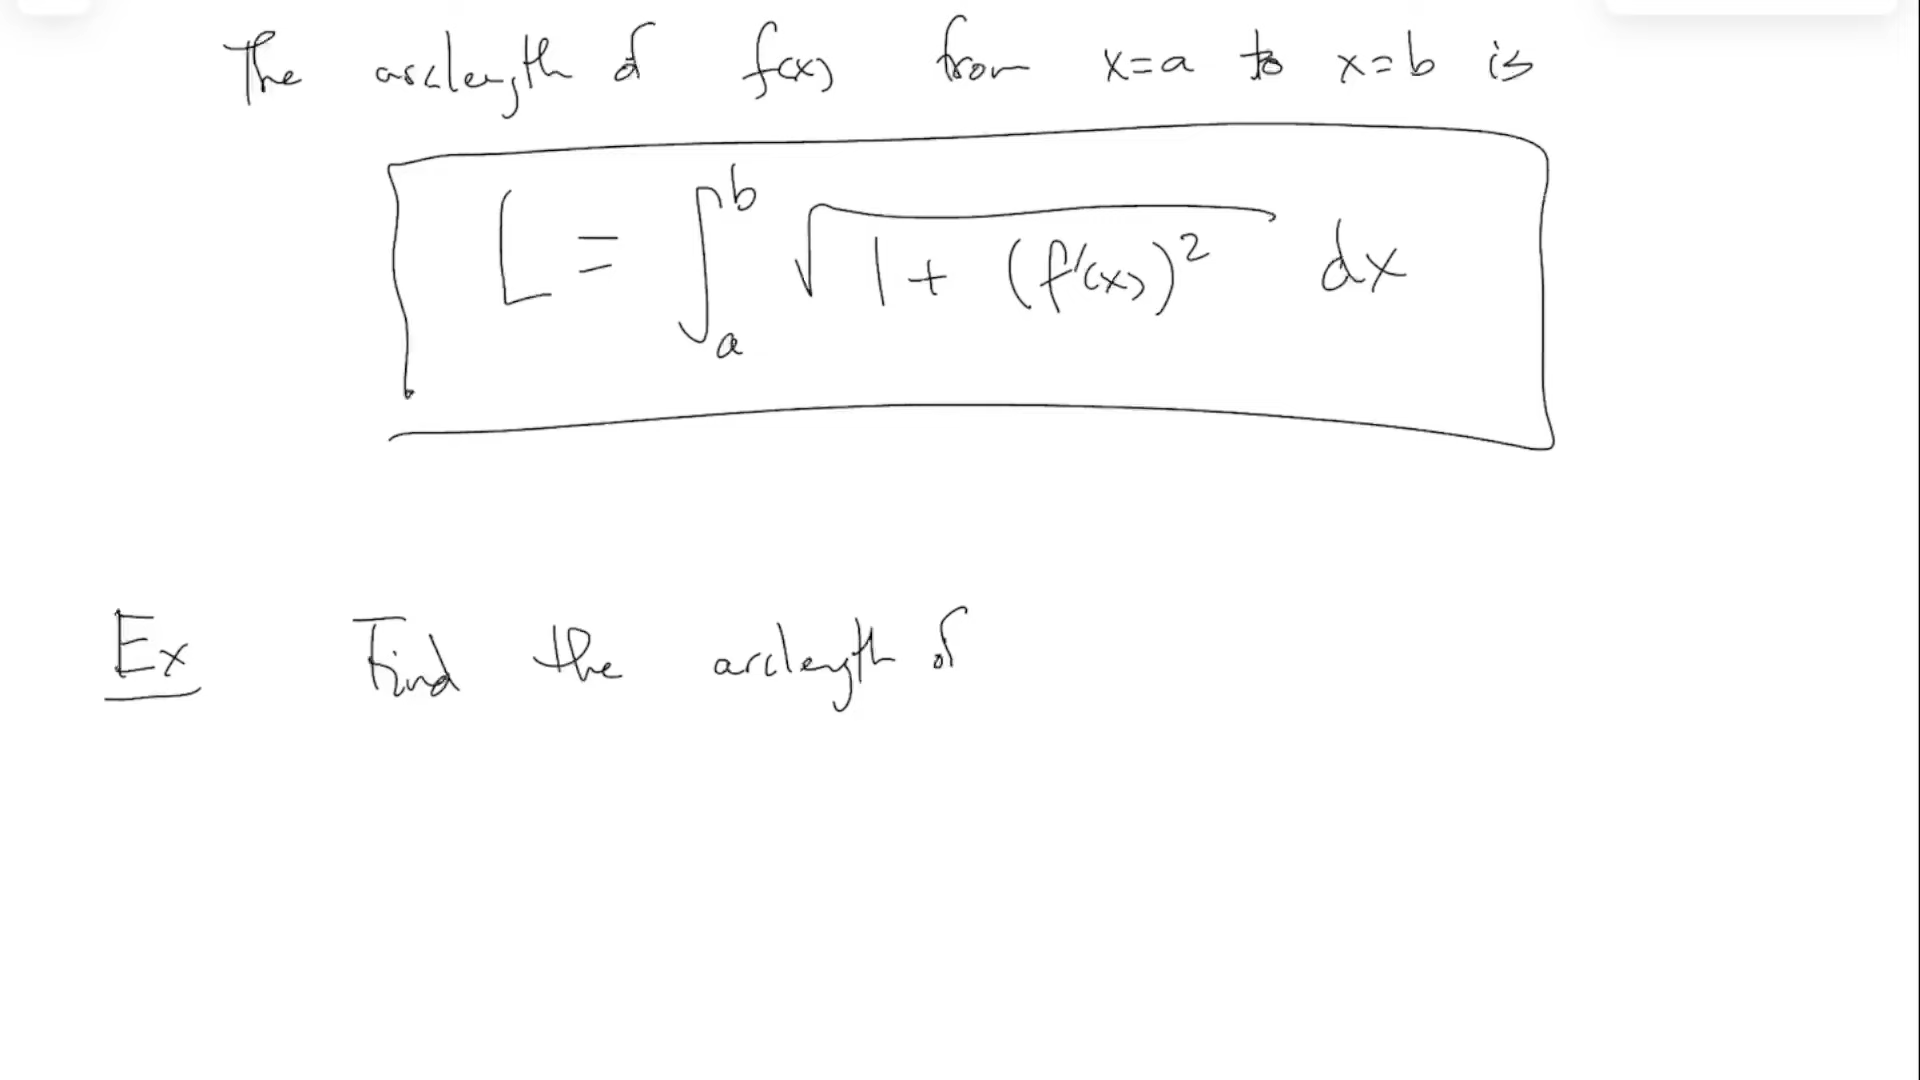 The arclength of f(x) from x=a to x=b is
L = ∫_a^b √(1 + (f'(x))²) dx
Ex Find the arclength of